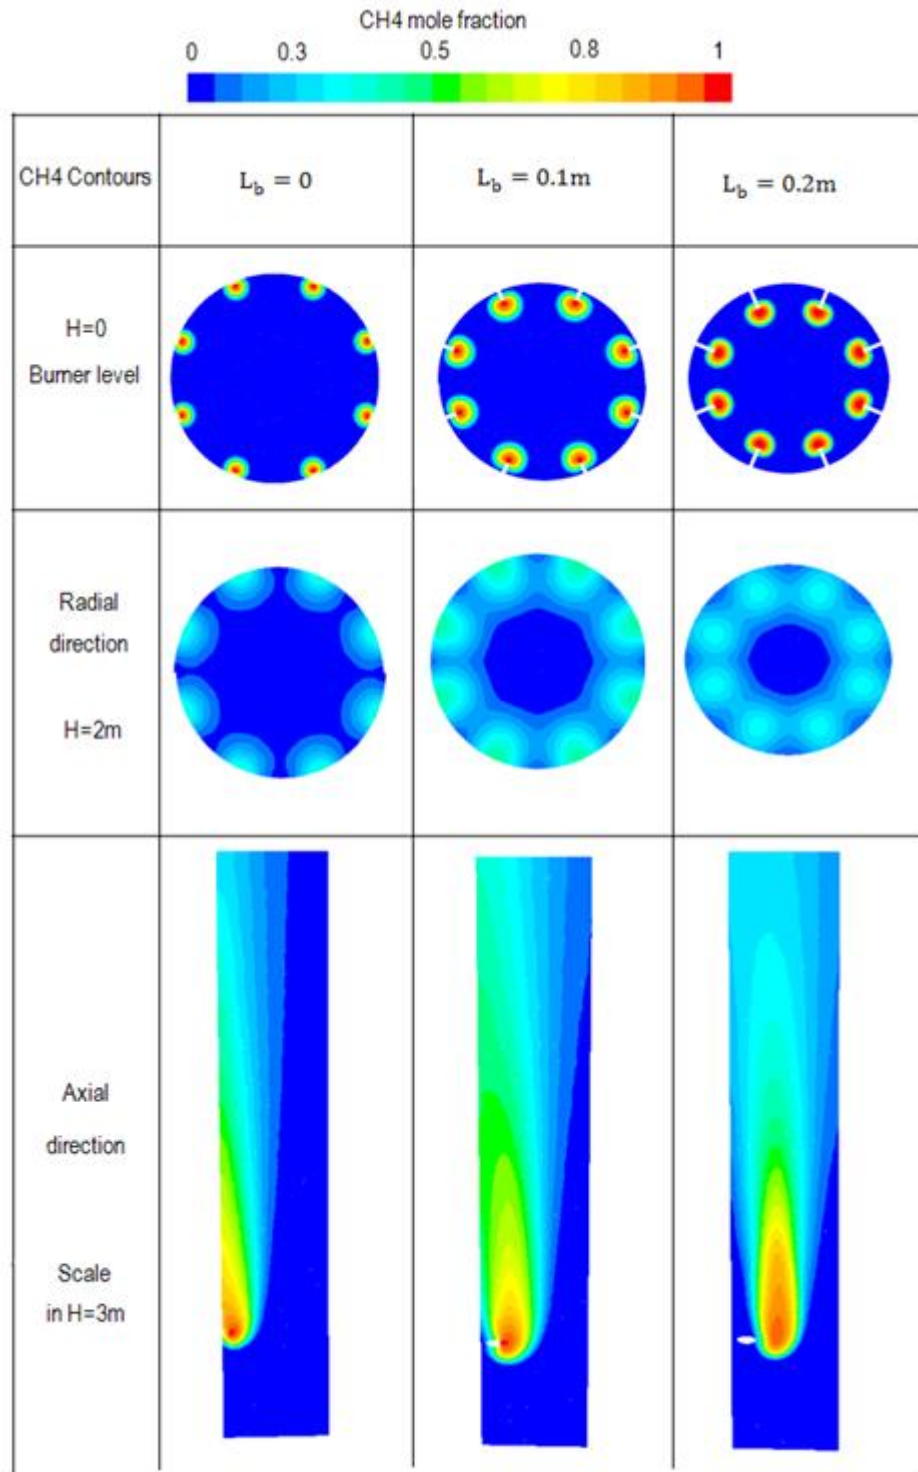 CH4 mole fraction
0 0.3 0.5 0.8 1
CH4 Contours
L_b = 0
L_b = 0.1m
L_b = 0.2m
H=0
Burner level
Radial
direction
H=2m
Axial
direction
Scale
in H=3m